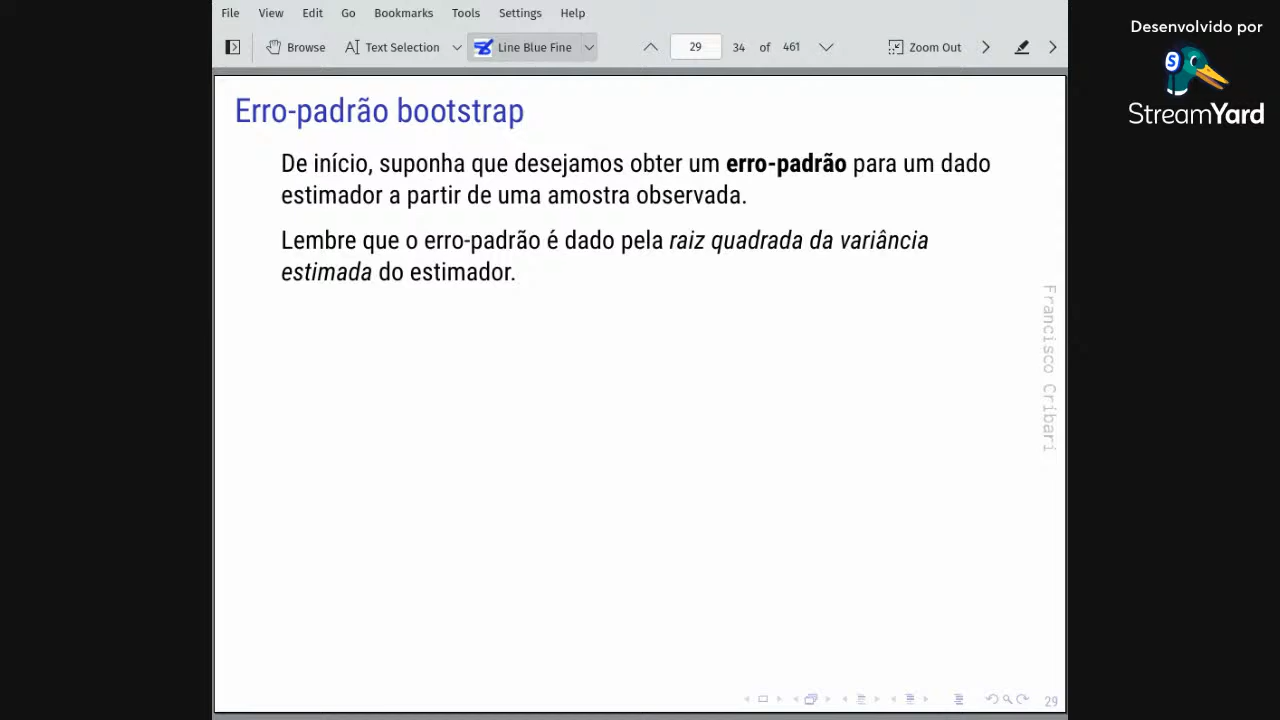 File View Edit Go Bookmarks Tools Settings Help
Browse Text Selection Line Blue Fine 29 34 of 461 Zoom Out
Desenvolvido por
StreamYard
Erro-padrão bootstrap
De início, suponha que desejamos obter um erro-padrão para um dado
estimador a partir de uma amostra observada.
Lembre que o erro-padrão é dado pela raiz quadrada da variância
estimada do estimador.
Francisco Cribari
29